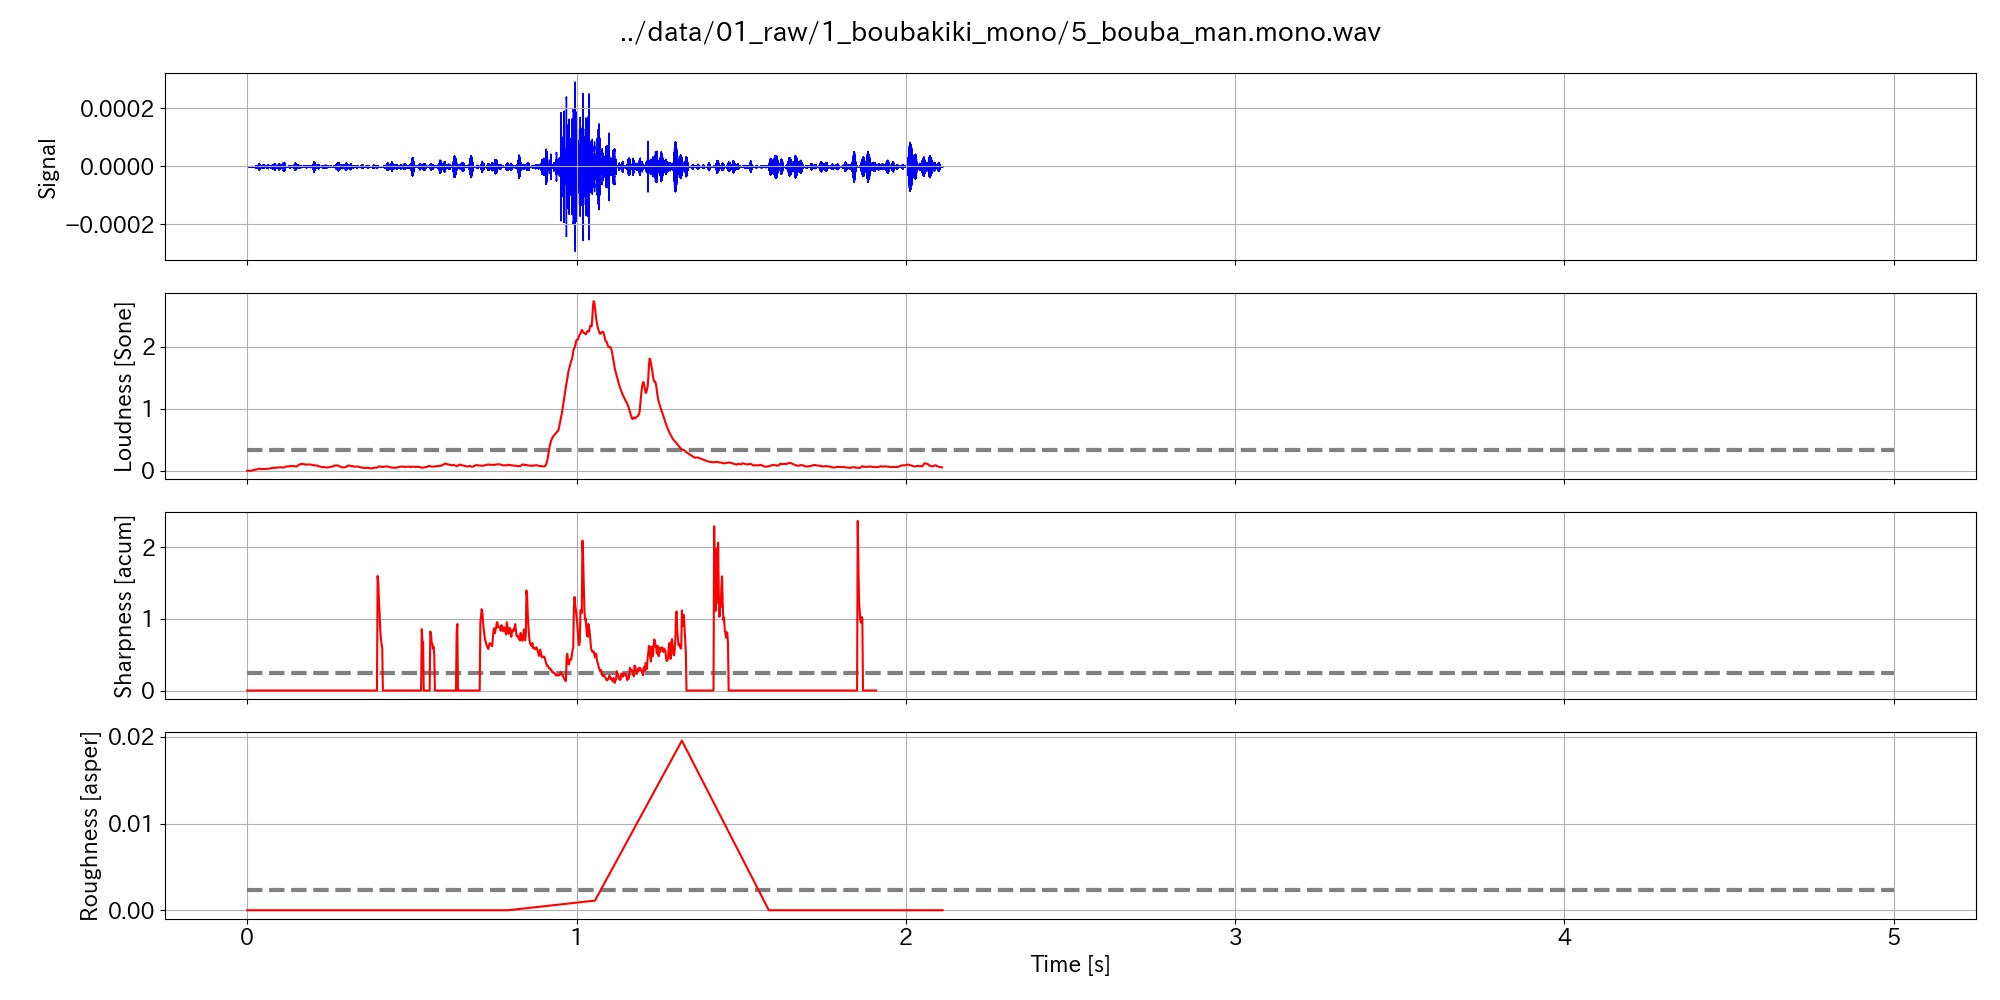 ../data/01_raw/1_boubakiki_mono/5_bouba_man.mono.wav
Signal
0.0002
0.0000
−0.0002
Loudness [Sone]
2
1
0
Sharpness [acum]
2
1
0
Roughness [asper]
0.02
0.01
0.00
0 1 2 3 4 5
Time [s]